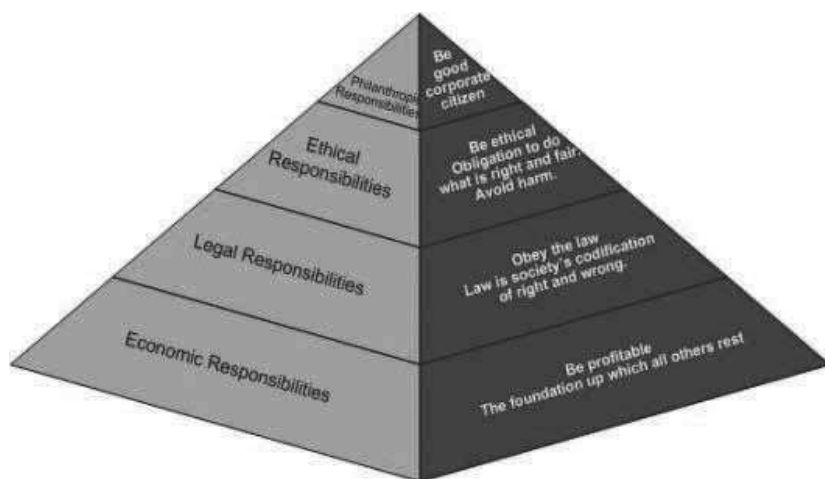 Philanthropic
Responsibilities
Be
good
corporate
citizen
Ethical
Responsibilities
Be ethical
Obligation to do
what is right and fair.
Avoid harm.
Legal Responsibilities
Obey the law
Law is society's codification
of right and wrong.
Economic Responsibilities
Be profitable
The foundation up which all others rest